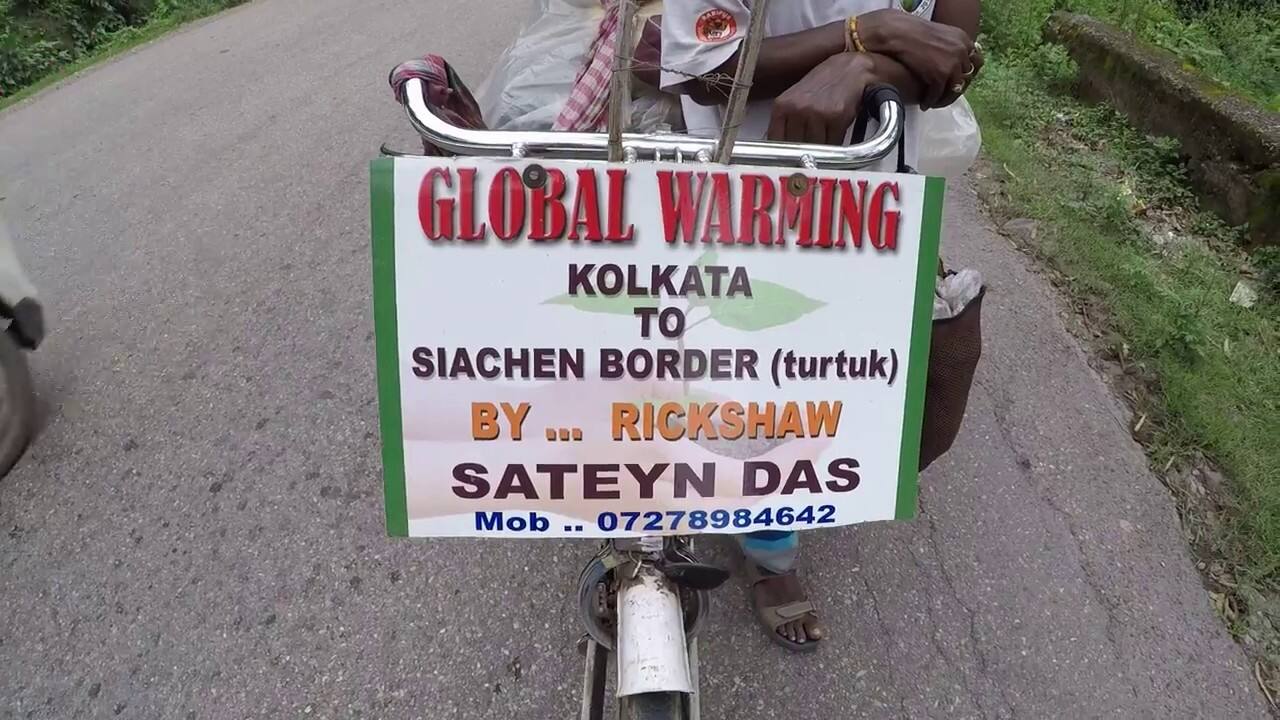 GLOBAL WARMING
KOLKATA
TO
SIACHEN BORDER (turtuk)
BY ... RICKSHAW
SATEYN DAS
Mob .. 07278984642